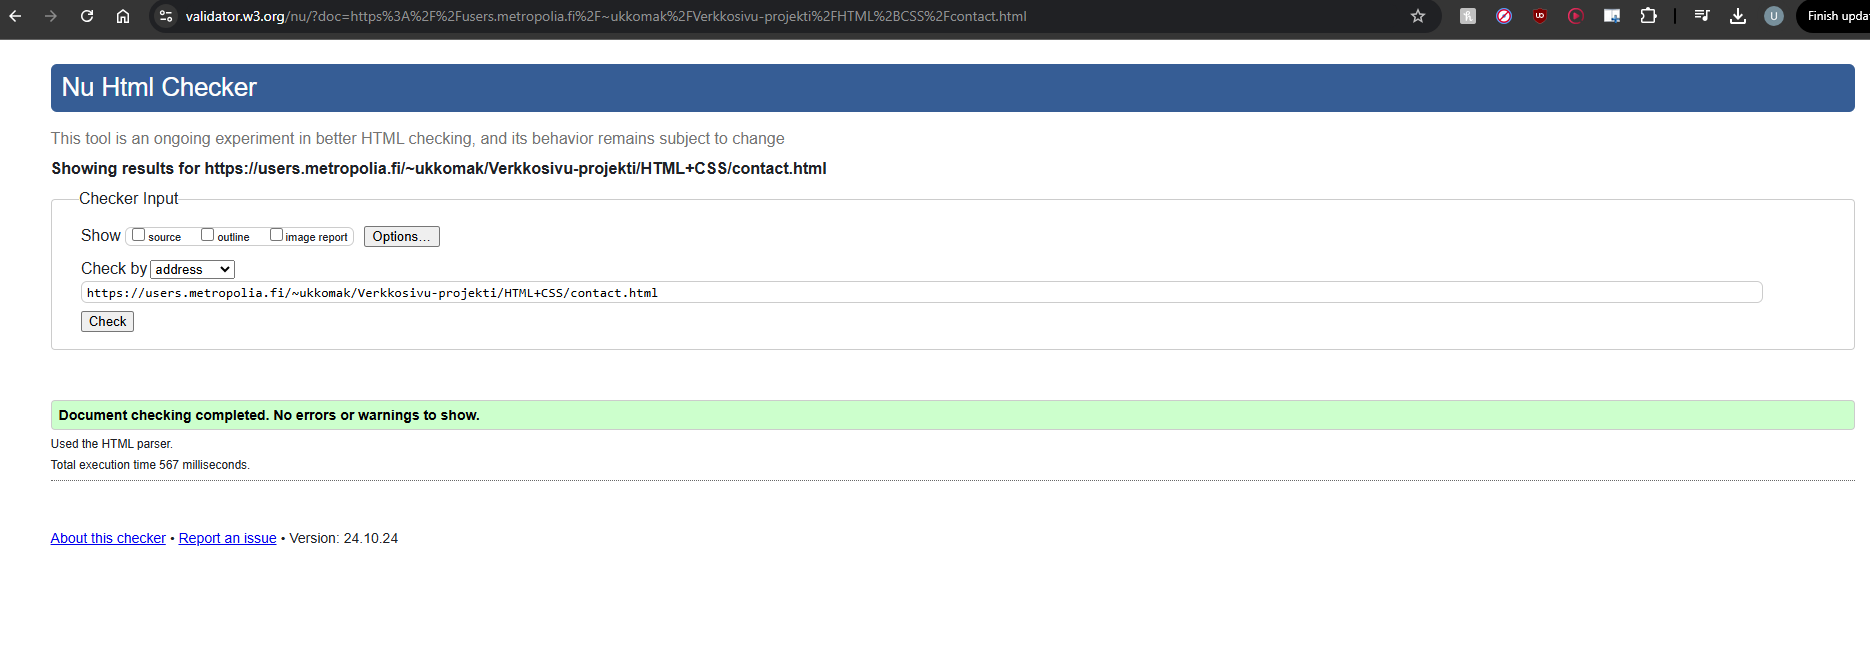 validator.w3.org/nu/?doc=https%3A%2F%2Fusers.metropolia.fi%2F~ukkomak%2FVerkkosivu-projekti%2FHTML%2BCSS%2Fcontact.html
U
Finish upda
Nu Html Checker
This tool is an ongoing experiment in better HTML checking, and its behavior remains subject to change
Showing results for https://users.metropolia.fi/~ukkomak/Verkkosivu-projekti/HTML+CSS/contact.html
Checker Input
Show source outline image report Options...
Check by address
https://users.metropolia.fi/~ukkomak/Verkkosivu-projekti/HTML+CSS/contact.html
Check
Document checking completed. No errors or warnings to show.
Used the HTML parser.
Total execution time 567 milliseconds.
About this checker • Report an issue • Version: 24.10.24